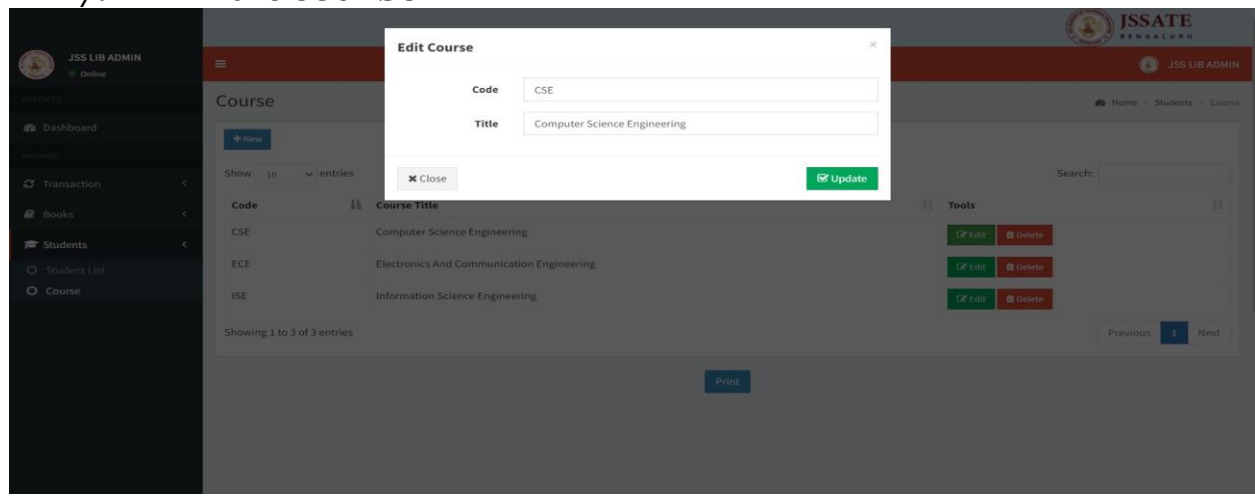 JSSATE
BENGALURU
JSS LIB ADMIN
Online
REPORTS
Dashboard
MANAGE
Transaction
Books
Students
Student List
Course
JSS LIB ADMIN
Course
Home
Students
Course
Edit Course
×
Code
CSE
Title
Computer Science Engineering
Close
Update
New
Show 10 entries
Search:
Code Course Title Tools
CSE Computer Science Engineering Edit Delete
ECE Electronics And Communication Engineering Edit Delete
ISE Information Science Engineering Edit Delete
Showing 1 to 3 of 3 entries
Previous 1 Next
Print